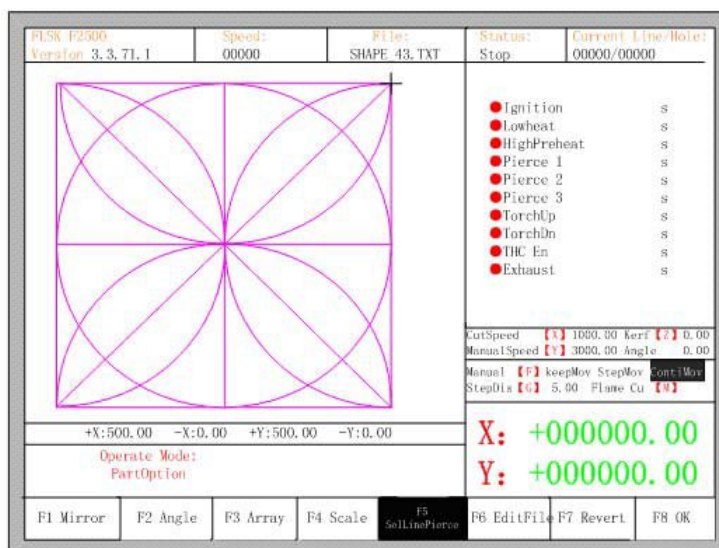 FLSK F2500 Speed: File: Status: Current Line/Hole:
Version 3.3.71.1 00000 SHAPE_43.TXT Stop 00000/00000
Ignition s
Lowheat s
HighPreheat s
Pierce 1 s
Pierce 2 s
Pierce 3 s
TorchUp s
TorchDn s
THC En s
Exhaust s
CutSpeed 【X】 1000.00 Kerf 【Z】 0.00
ManualSpeed 【Y】 3000.00 Angle 0.00
Manual 【F】 keepMov StepMov ContiMov
StepDis 【G】 5.00 Flame Cu 【M】
+X:500.00 -X:0.00 +Y:500.00 -Y:0.00
Operate Mode:
PartOption
X: +000000.00
Y: +000000.00
F1 Mirror F2 Angle F3 Array F4 Scale F5 SelLinePierce F6 EditFile F7 Revert F8 OK